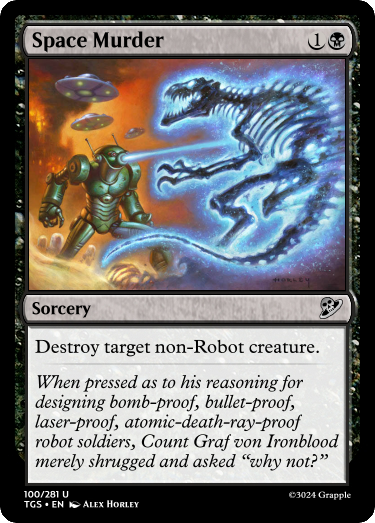 Space Murder 1
HORLEY
Sorcery
Destroy target non-Robot creature.
When pressed as to his reasoning for
designing bomb-proof, bullet-proof,
laser-proof, atomic-death-ray-proof
robot soldiers, Count Graf von Ironblood
merely shrugged and asked “why not?”
100/281 U
TGS • EN Alex Horley
©3024 Grapple